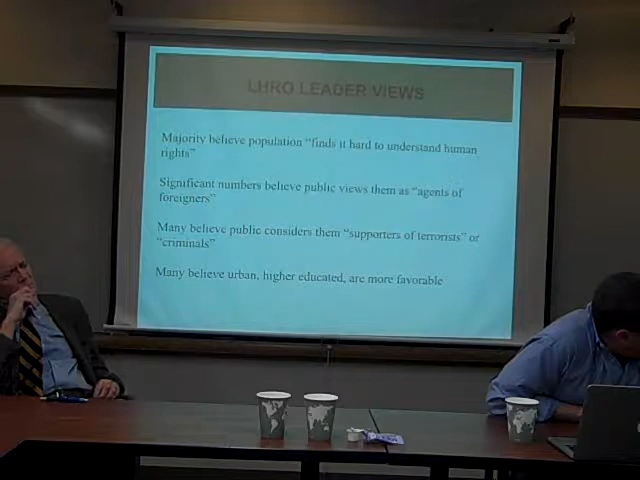 LHRO LEADER VIEWS
Majority believe population "finds it hard to understand human
rights"
Significant numbers believe public views them as "agents of
foreigners"
Many believe public considers them "supporters of terrorists" or
"criminals"
Many believe urban, higher educated, are more favorable